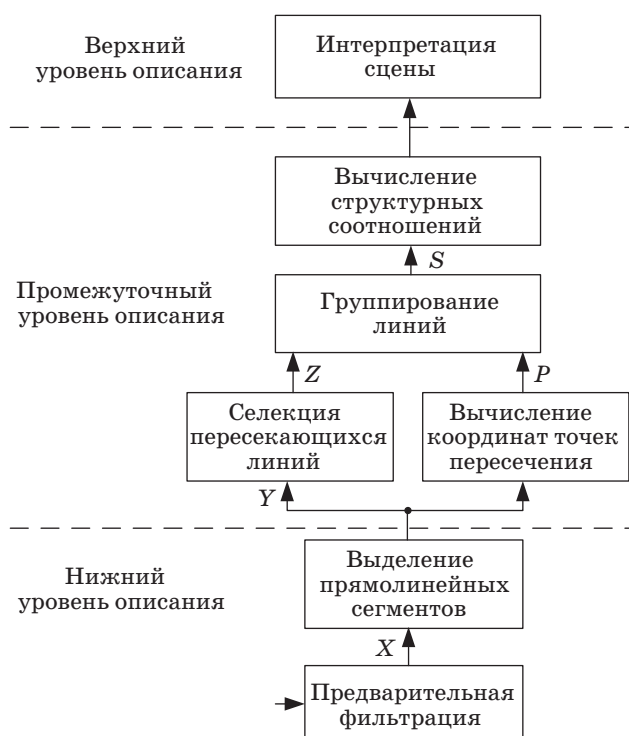 Верхний
уровень описания
Интерпретация
сцены
Вычисление
структурных
соотношений
S
Промежуточный
уровень описания
Группирование
линий
Z
P
Селекция
пересекающихся
линий
Вычисление
координат точек
пересечения
Y
Нижний
уровень описания
Выделение
прямолинейных
сегментов
X
Предварительная
фильтрация